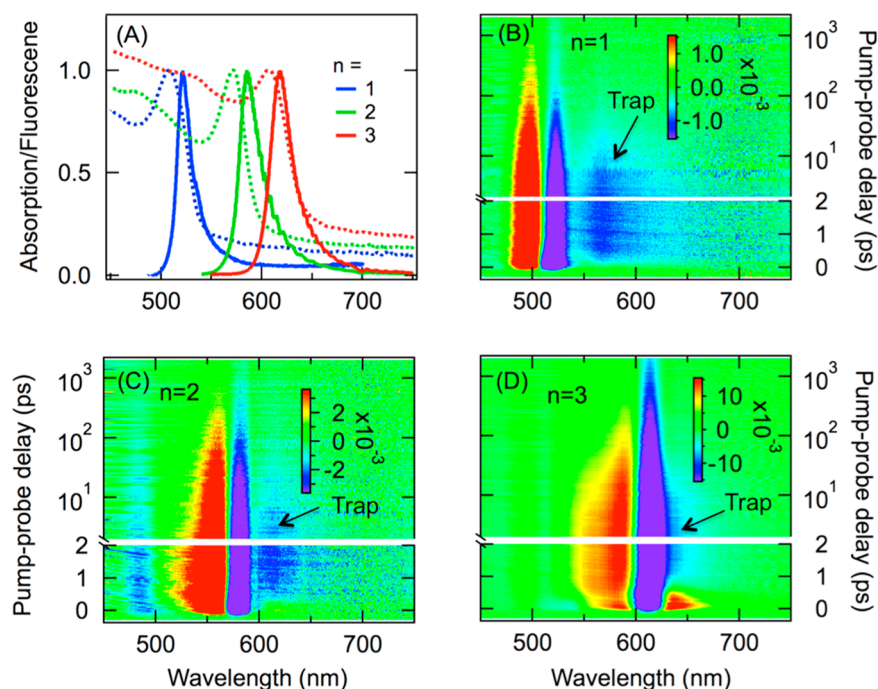 (A)
n =
1
2
3
1.0
0.5
0.0
Absorption/Fluorescene
500 600 700
(B)
n=1
1.0
0.0
-1.0
x10⁻³
Trap
10³
10²
10¹
2
1
0
Pump-probe delay (ps)
500 600 700
(C)
n=2
2
0
-2
x10⁻³
Trap
10³
10²
10¹
2
1
0
Pump-probe delay (ps)
500 600 700
Wavelength (nm)
(D)
n=3
10
0
-10
x10⁻³
Trap
10³
10²
10¹
2
1
0
Pump-probe delay (ps)
500 600 700
Wavelength (nm)